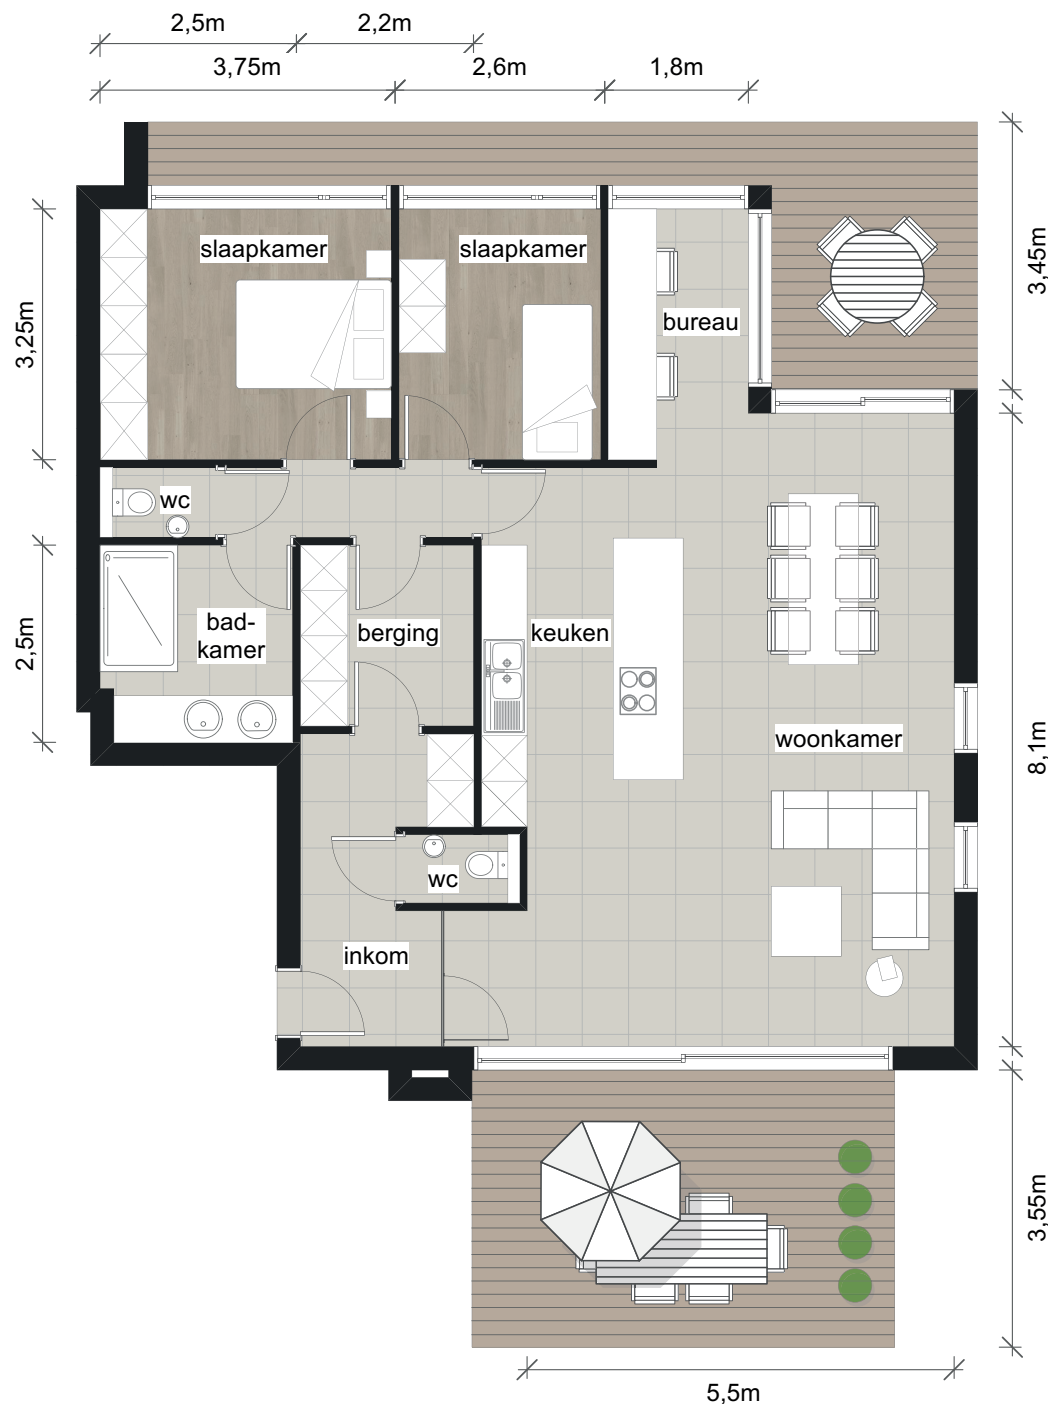 2,5m
2,2m
3,75m
2,6m
1,8m
slaapkamer
slaapkamer
3,45m
3,25m
bureau
wc
bad-
kamer
berging
keuken
2,5m
woonkamer
8,1m
wc
inkom
3,55m
5,5m